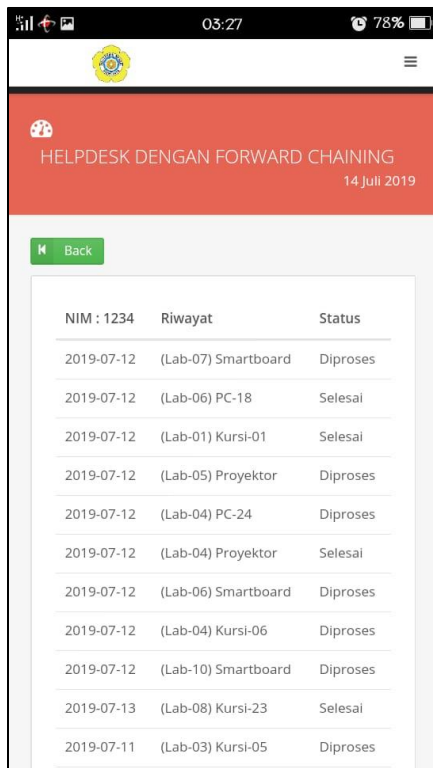 03:27
78%
HELPDESK DENGAN FORWARD CHAINING
14 Juli 2019
Back
NIM : 1234 Riwayat Status
2019-07-12 (Lab-07) Smartboard Diproses
2019-07-12 (Lab-06) PC-18 Selesai
2019-07-12 (Lab-01) Kursi-01 Selesai
2019-07-12 (Lab-05) Proyektor Diproses
2019-07-12 (Lab-04) PC-24 Diproses
2019-07-12 (Lab-04) Proyektor Selesai
2019-07-12 (Lab-06) Smartboard Diproses
2019-07-12 (Lab-04) Kursi-06 Diproses
2019-07-12 (Lab-10) Smartboard Diproses
2019-07-13 (Lab-08) Kursi-23 Selesai
2019-07-11 (Lab-03) Kursi-05 Diproses